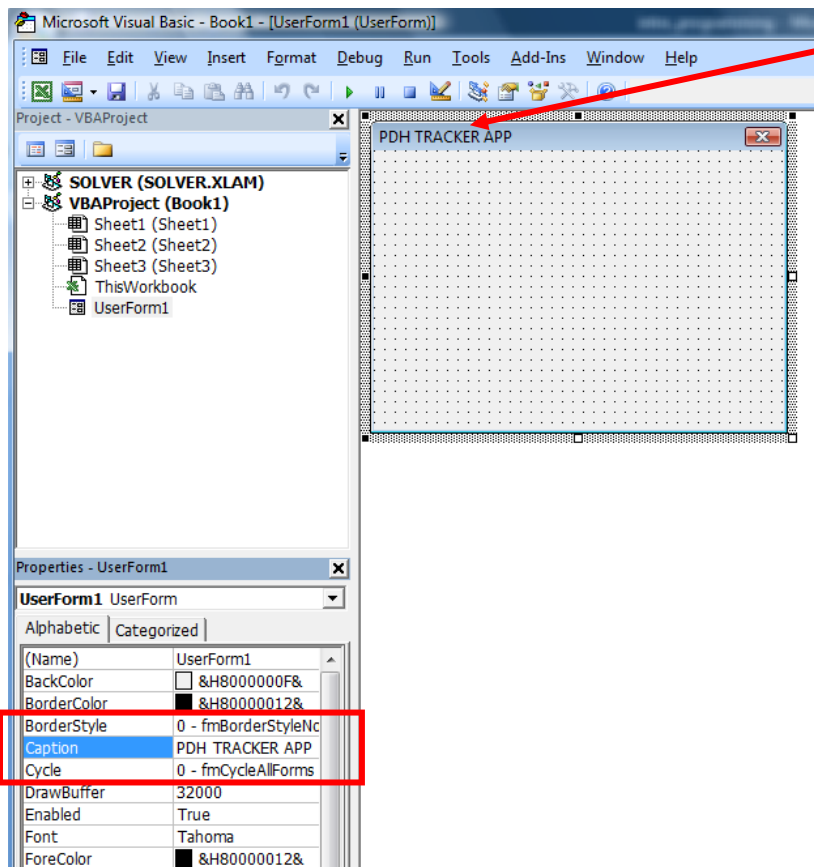 Microsoft Visual Basic - Book1 - [UserForm1 (UserForm)]
File Edit View Insert Format Debug Run Tools Add-Ins Window Help
Project - VBAProject
PDH TRACKER APP
SOLVER (SOLVER.XLAM)
VBAProject (Book1)
Sheet1 (Sheet1)
Sheet2 (Sheet2)
Sheet3 (Sheet3)
ThisWorkbook
UserForm1
Properties - UserForm1
UserForm1 UserForm
Alphabetic Categorized
(Name) UserForm1
BackColor &H8000000F&
BorderColor &H80000012&
BorderStyle 0 - fmBorderStyleNo
Caption PDH TRACKER APP
Cycle 0 - fmCycleAllForms
DrawBuffer 32000
Enabled True
Font Tahoma
ForeColor &H80000012&